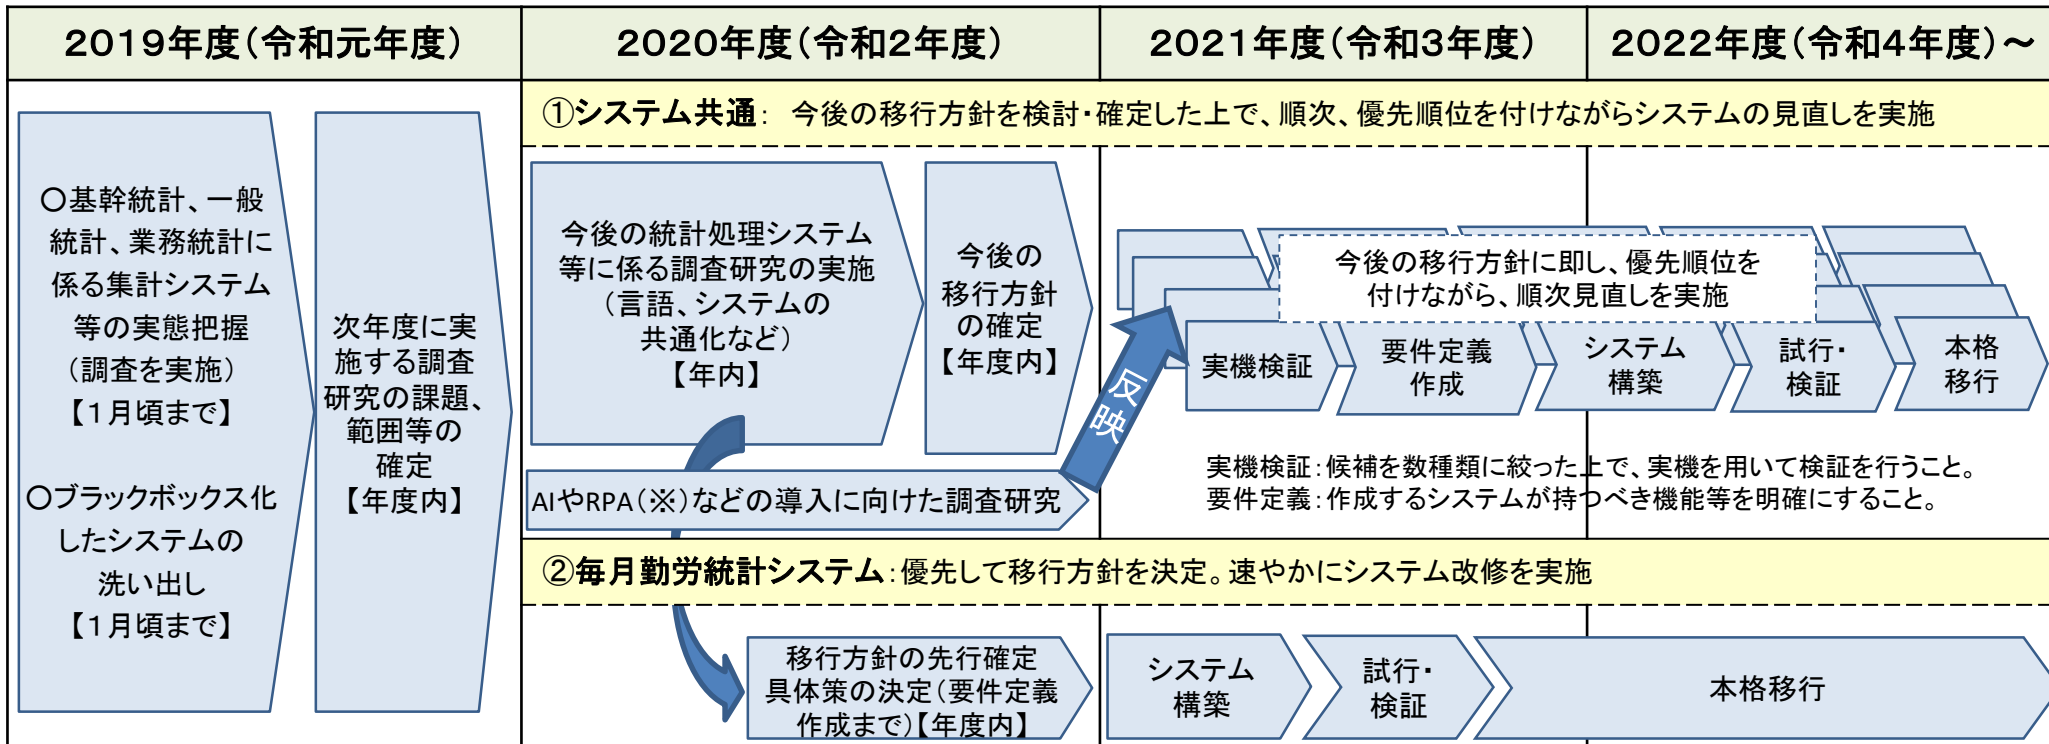 2019年度(令和元年度)
2020年度(令和2年度)
2021年度(令和3年度)
2022年度(令和4年度)～
○基幹統計、一般
統計、業務統計に
係る集計システム
等の実態把握
(調査を実施)
【1月頃まで】
○ブラックボックス化
したシステムの
洗い出し
【1月頃まで】
次年度に実
施する調査
研究の課題、
範囲等の
確定
【年度内】
①システム共通： 今後の移行方針を検討・確定した上で、順次、優先順位を付けながらシステムの見直しを実施
今後の統計処理システム
等に係る調査研究の実施
(言語、システムの
共通化など)
【年内】
今後の
移行方針
の確定
【年度内】
AIやRPA(※)などの導入に向けた調査研究
反映
今後の移行方針に即し、優先順位を
付けながら、順次見直しを実施
実機検証
要件定義
作成
システム
構築
試行・
検証
本格
移行
実機検証：候補を数種類に絞った上で、実機を用いて検証を行うこと。
要件定義：作成するシステムが持つべき機能等を明確にすること。
②毎月勤労統計システム：優先して移行方針を決定。速やかにシステム改修を実施
移行方針の先行確定
具体策の決定(要件定義
作成まで)【年度内】
システム
構築
試行・
検証
本格移行